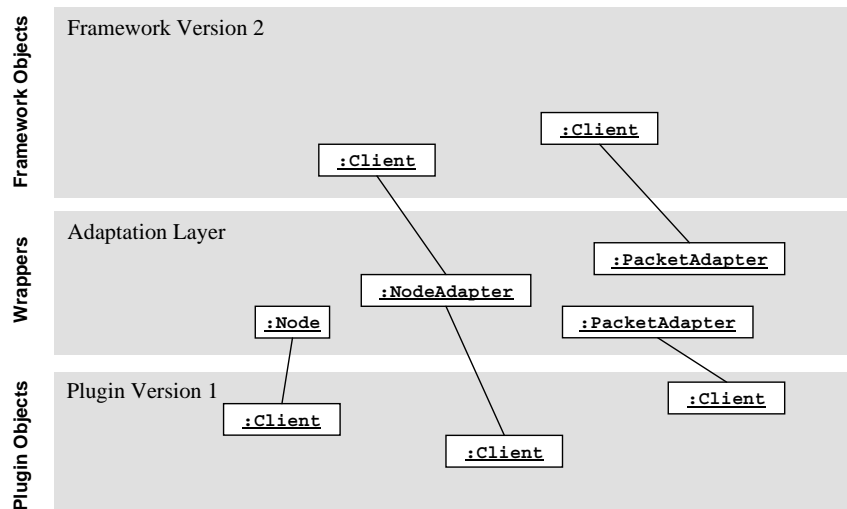 Framework Objects
Framework Version 2
:Client
:Client
Wrappers
Adaptation Layer
:PacketAdapter
:NodeAdapter
:Node
:PacketAdapter
Plugin Objects
Plugin Version 1
:Client
:Client
:Client